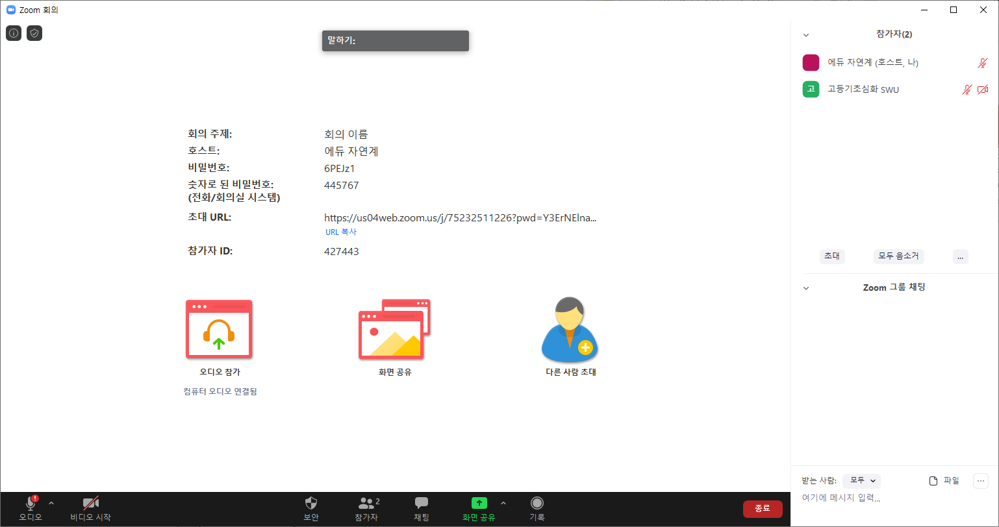 Zoom 회의
말하기:
회의 주제: 회의 이름
호스트: 에듀 자연계
비밀번호: 6PEJz1
숫자로 된 비밀번호: 445767
(전화/회의실 시스템)
초대 URL: https://us04web.zoom.us/j/75232511226?pwd=Y3ErNElna...
URL 복사
참가자 ID: 427443
오디오 참가
컴퓨터 오디오 연결됨
화면 공유
다른 사람 초대
참가자(2)
에듀 자연계 (호스트, 나)
고 고등기초심화 SWU
초대 모두 음소거 ...
Zoom 그룹 채팅
받는 사람: 모두 파일 ...
여기에 메시지 입력...
오디오 비디오 시작 보안 참가자 2 채팅 화면 공유 기록 종료